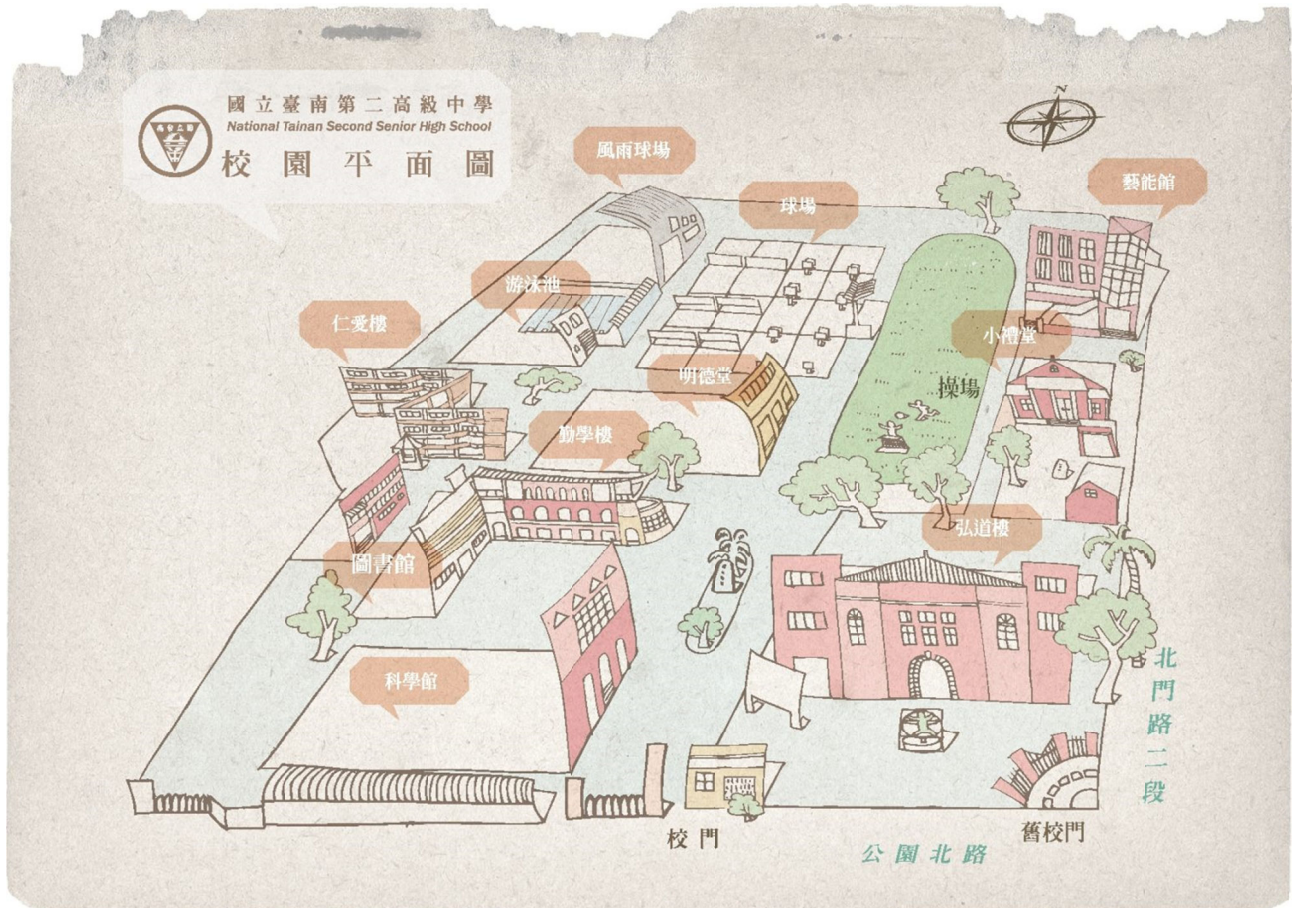 國立臺南第二高級中學
National Tainan Second Senior High School
校園平面圖
N
風雨球場
球場
藝能館
游泳池
仁愛樓
小禮堂
明德堂
操場
勤學樓
弘道樓
圖書館
科學館
北門路二段
校門
舊校門
公園北路